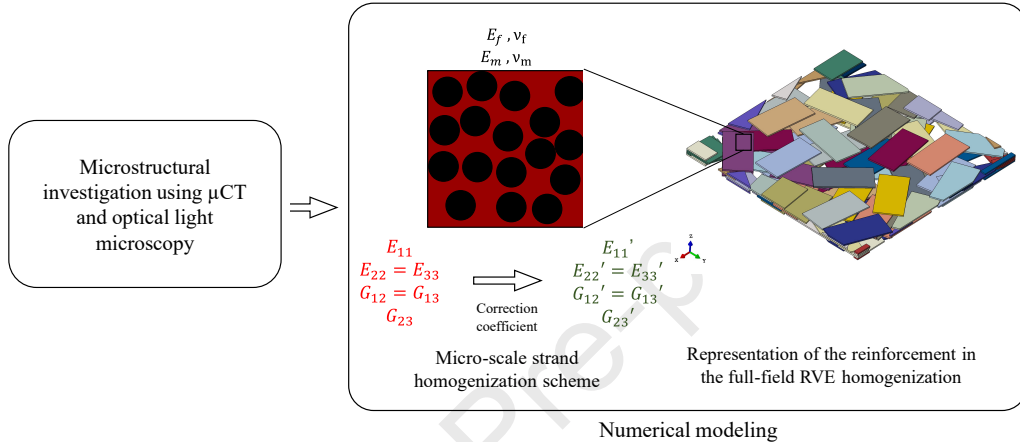 Microstructural
investigation using µCT
and optical light
microscopy
E_f , ν_f
E_m , ν_m
E_11
E_22 = E_33
G_12 = G_13
G_23
Correction
coefficient
E_11'
E_22' = E_33'
G_12' = G_13'
G_23'
Z
X
Y
Micro-scale strand
homogenization scheme
Representation of the reinforcement in
the full-field RVE homogenization
Numerical modeling
Pre-p